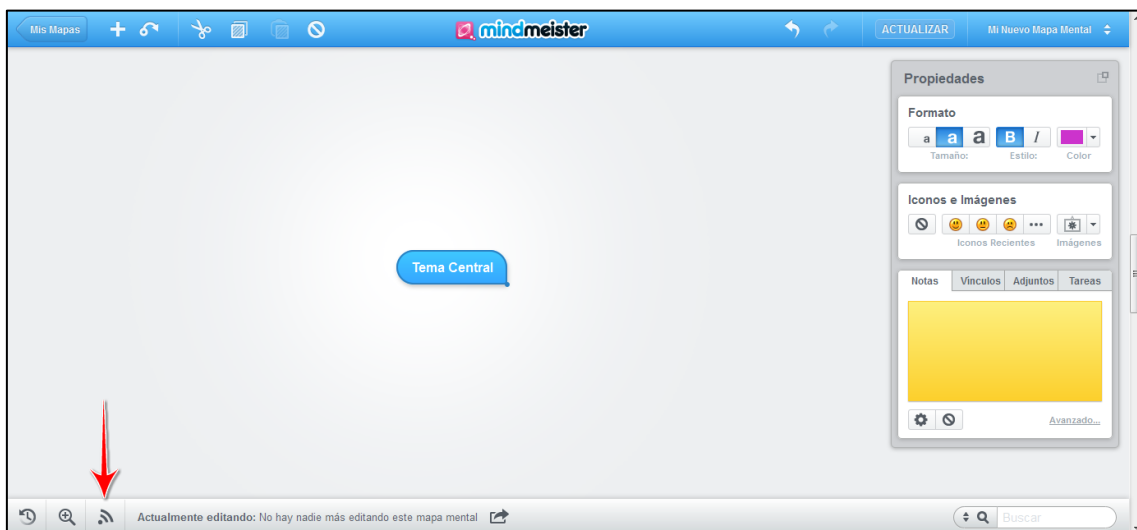 Mis Mapas
mindmeister
ACTUALIZAR
Mi Nuevo Mapa Mental
Propiedades
Formato
a a a B I
Tamaño: Estilo: Color
Iconos e Imágenes
Iconos Recientes Imágenes
Tema Central
Notas Vínculos Adjuntos Tareas
Avanzado...
Actualmente editando: No hay nadie más editando este mapa mental
Buscar